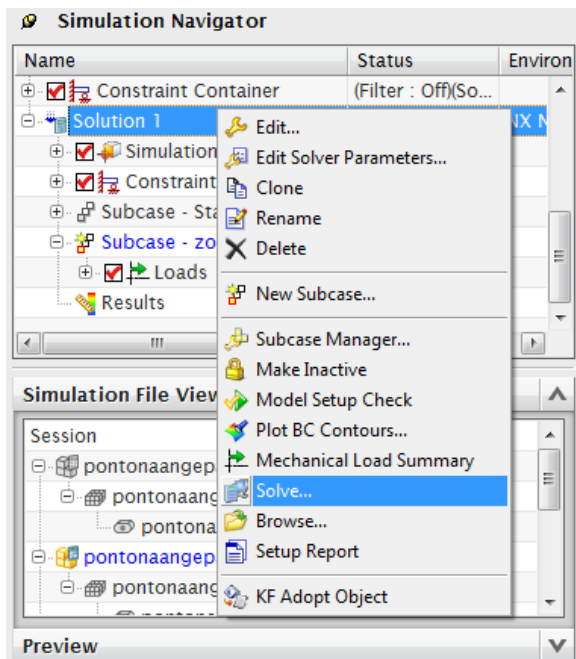 Simulation Navigator
Name Status Environ
Constraint Container (Filter : Off)(So...
Solution 1 NX N
Simulation
Constraint
Subcase - Sta
Subcase - zo
Loads
Results
Edit...
Edit Solver Parameters...
Clone
Rename
Delete
New Subcase...
Subcase Manager...
Make Inactive
Model Setup Check
Plot BC Contours...
Mechanical Load Summary
Solve...
Browse...
Setup Report
KF Adopt Object
Simulation File View
Session
pontonaangep
pontonaang
pontona
pontonaangep
pontonaang
Preview